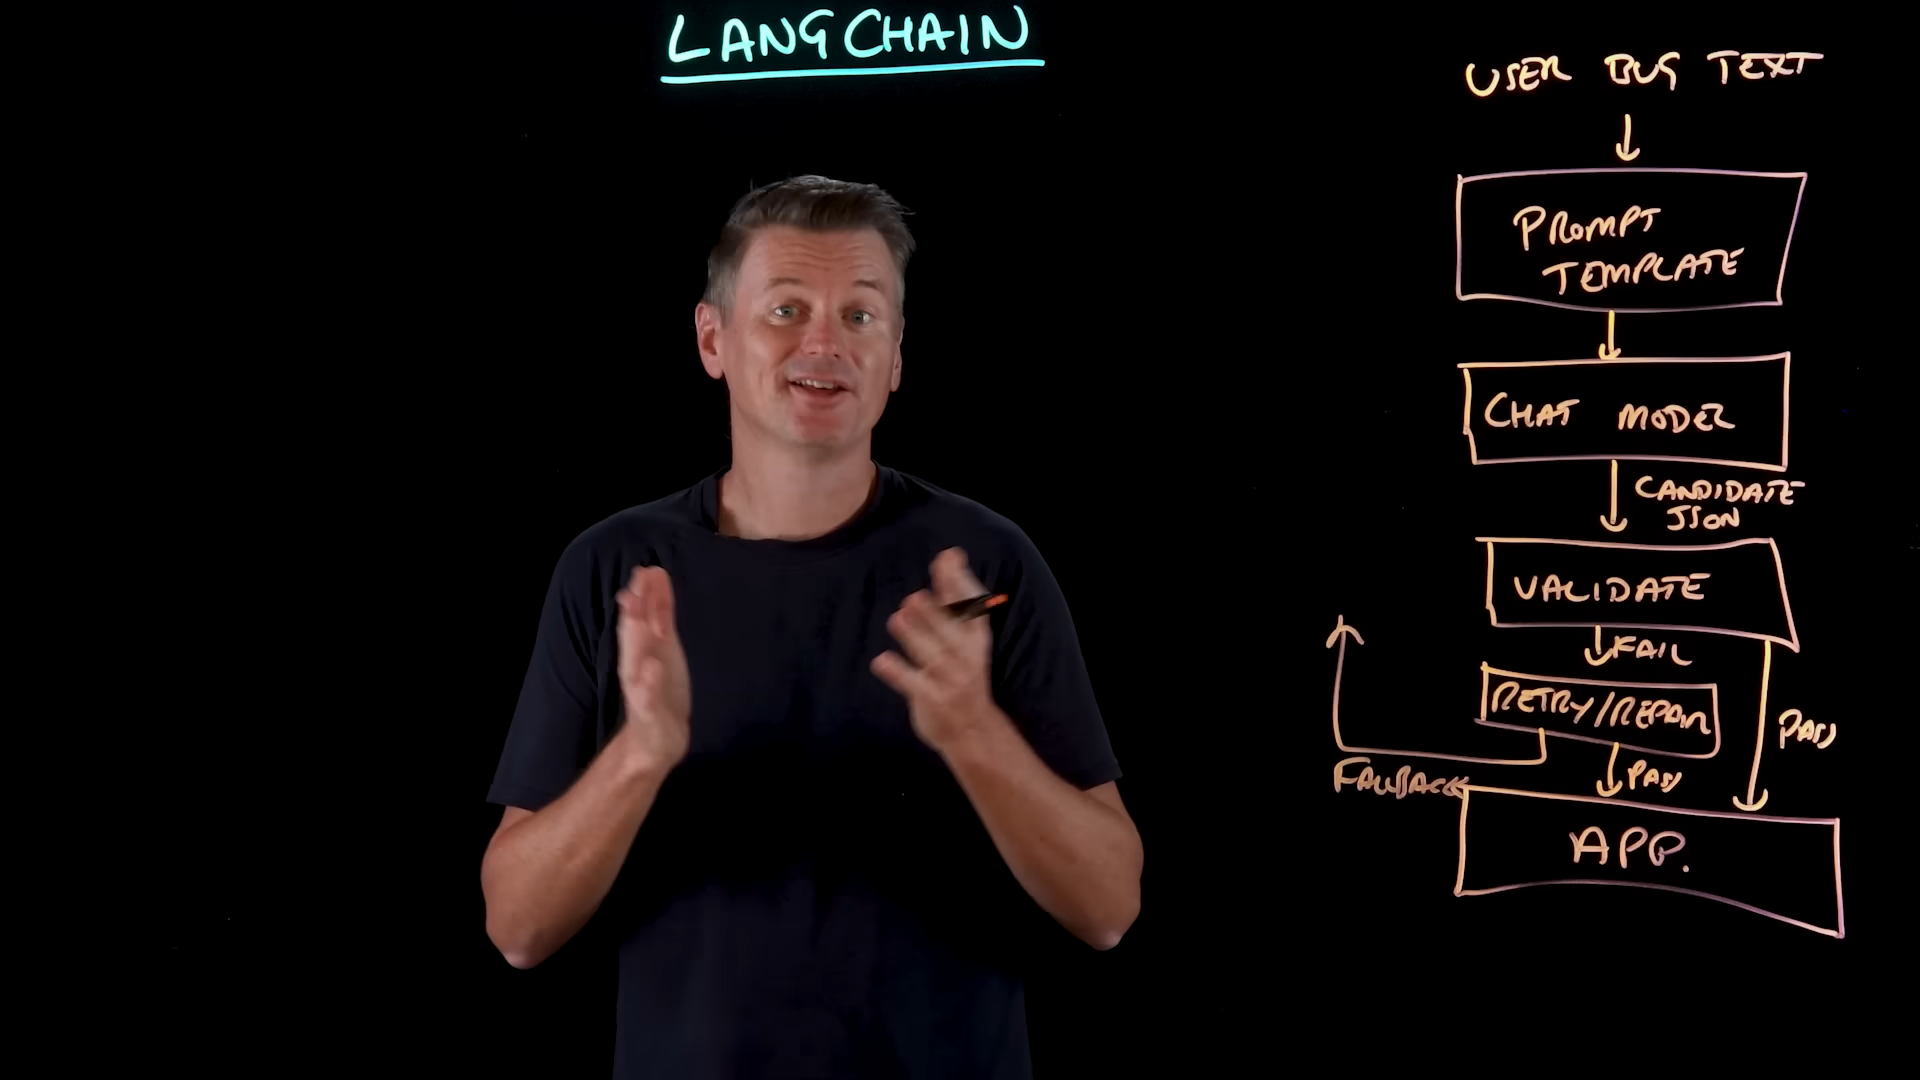 LANGCHAIN
USER BUG TEXT
PROMPT
TEMPLATE
CHAT MODEL
CANDIDATE
JSON
VALIDATE
FAIL
RETRY/REPAIR
PASS
PASS
FALLBACK
APP.